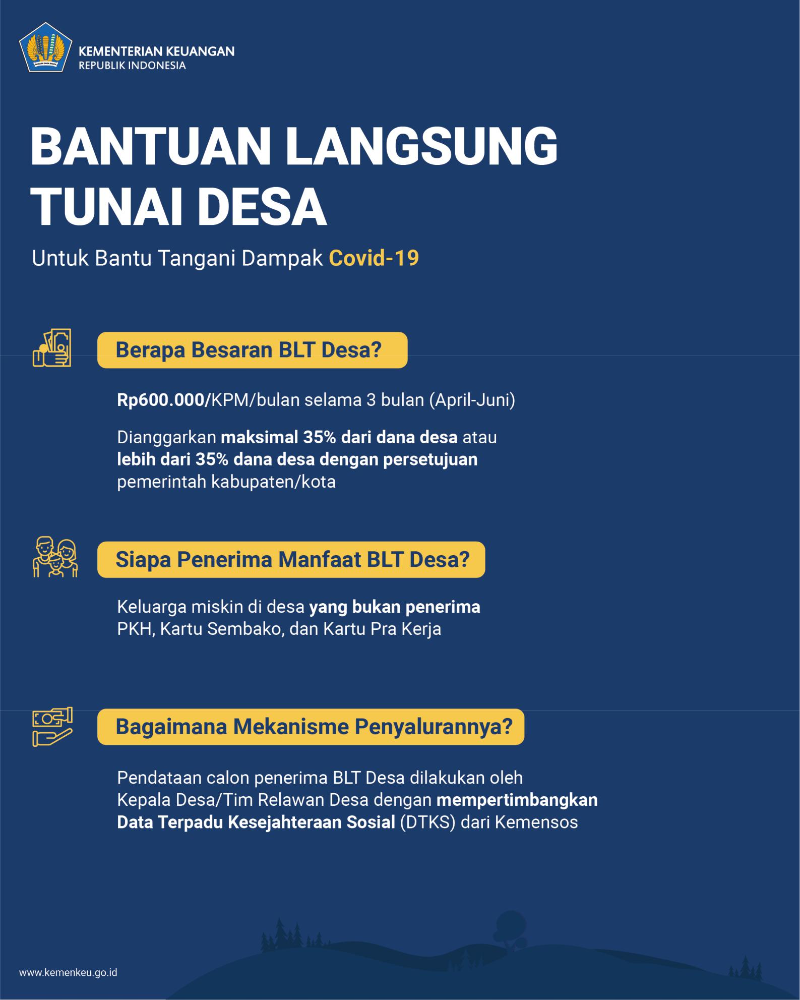 KEMENTERIAN KEUANGAN
REPUBLIK INDONESIA
BANTUAN LANGSUNG
TUNAI DESA
Untuk Bantu Tangani Dampak Covid-19
Berapa Besaran BLT Desa?
Rp600.000/KPM/bulan selama 3 bulan (April-Juni)
Dianggarkan maksimal 35% dari dana desa atau
lebih dari 35% dana desa dengan persetujuan
pemerintah kabupaten/kota
Siapa Penerima Manfaat BLT Desa?
Keluarga miskin di desa yang bukan penerima
PKH, Kartu Sembako, dan Kartu Pra Kerja
Bagaimana Mekanisme Penyalurannya?
Pendataan calon penerima BLT Desa dilakukan oleh
Kepala Desa/Tim Relawan Desa dengan mempertimbangkan
Data Terpadu Kesejahteraan Sosial (DTKS) dari Kemensos
www.kemenkeu.go.id